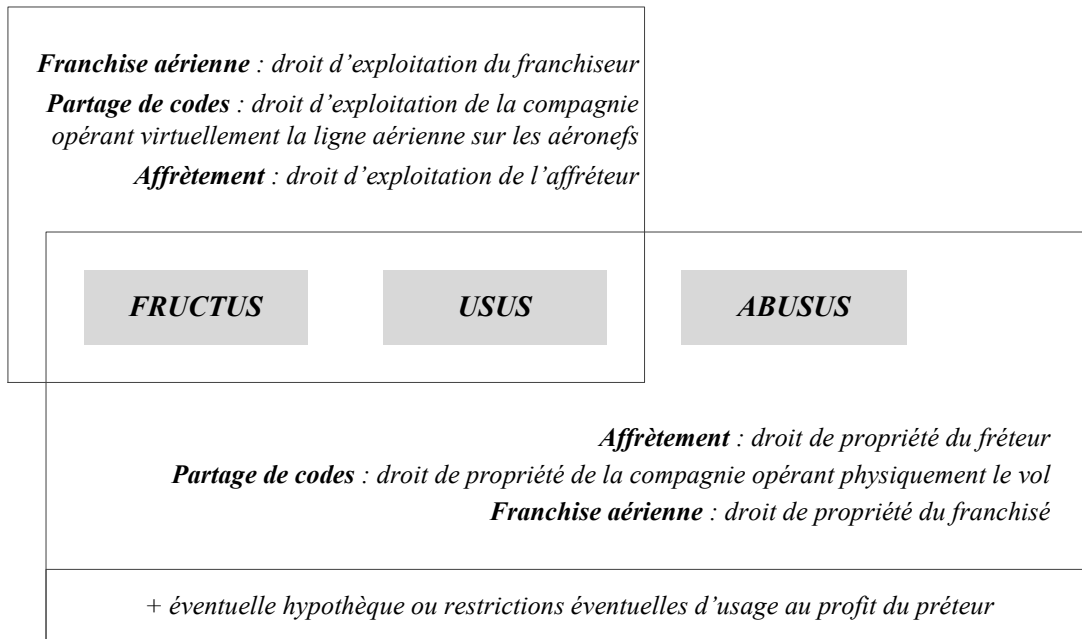 Franchise aérienne : droit d’exploitation du franchiseur
Partage de codes : droit d’exploitation de la compagnie
opérant virtuellement la ligne aérienne sur les aéronefs
Affrètement : droit d’exploitation de l’affréteur
FRUCTUS USUS ABUSUS
Affrètement : droit de propriété du fréteur
Partage de codes : droit de propriété de la compagnie opérant physiquement le vol
Franchise aérienne : droit de propriété du franchisé
+ éventuelle hypothèque ou restrictions éventuelles d’usage au profit du préteur